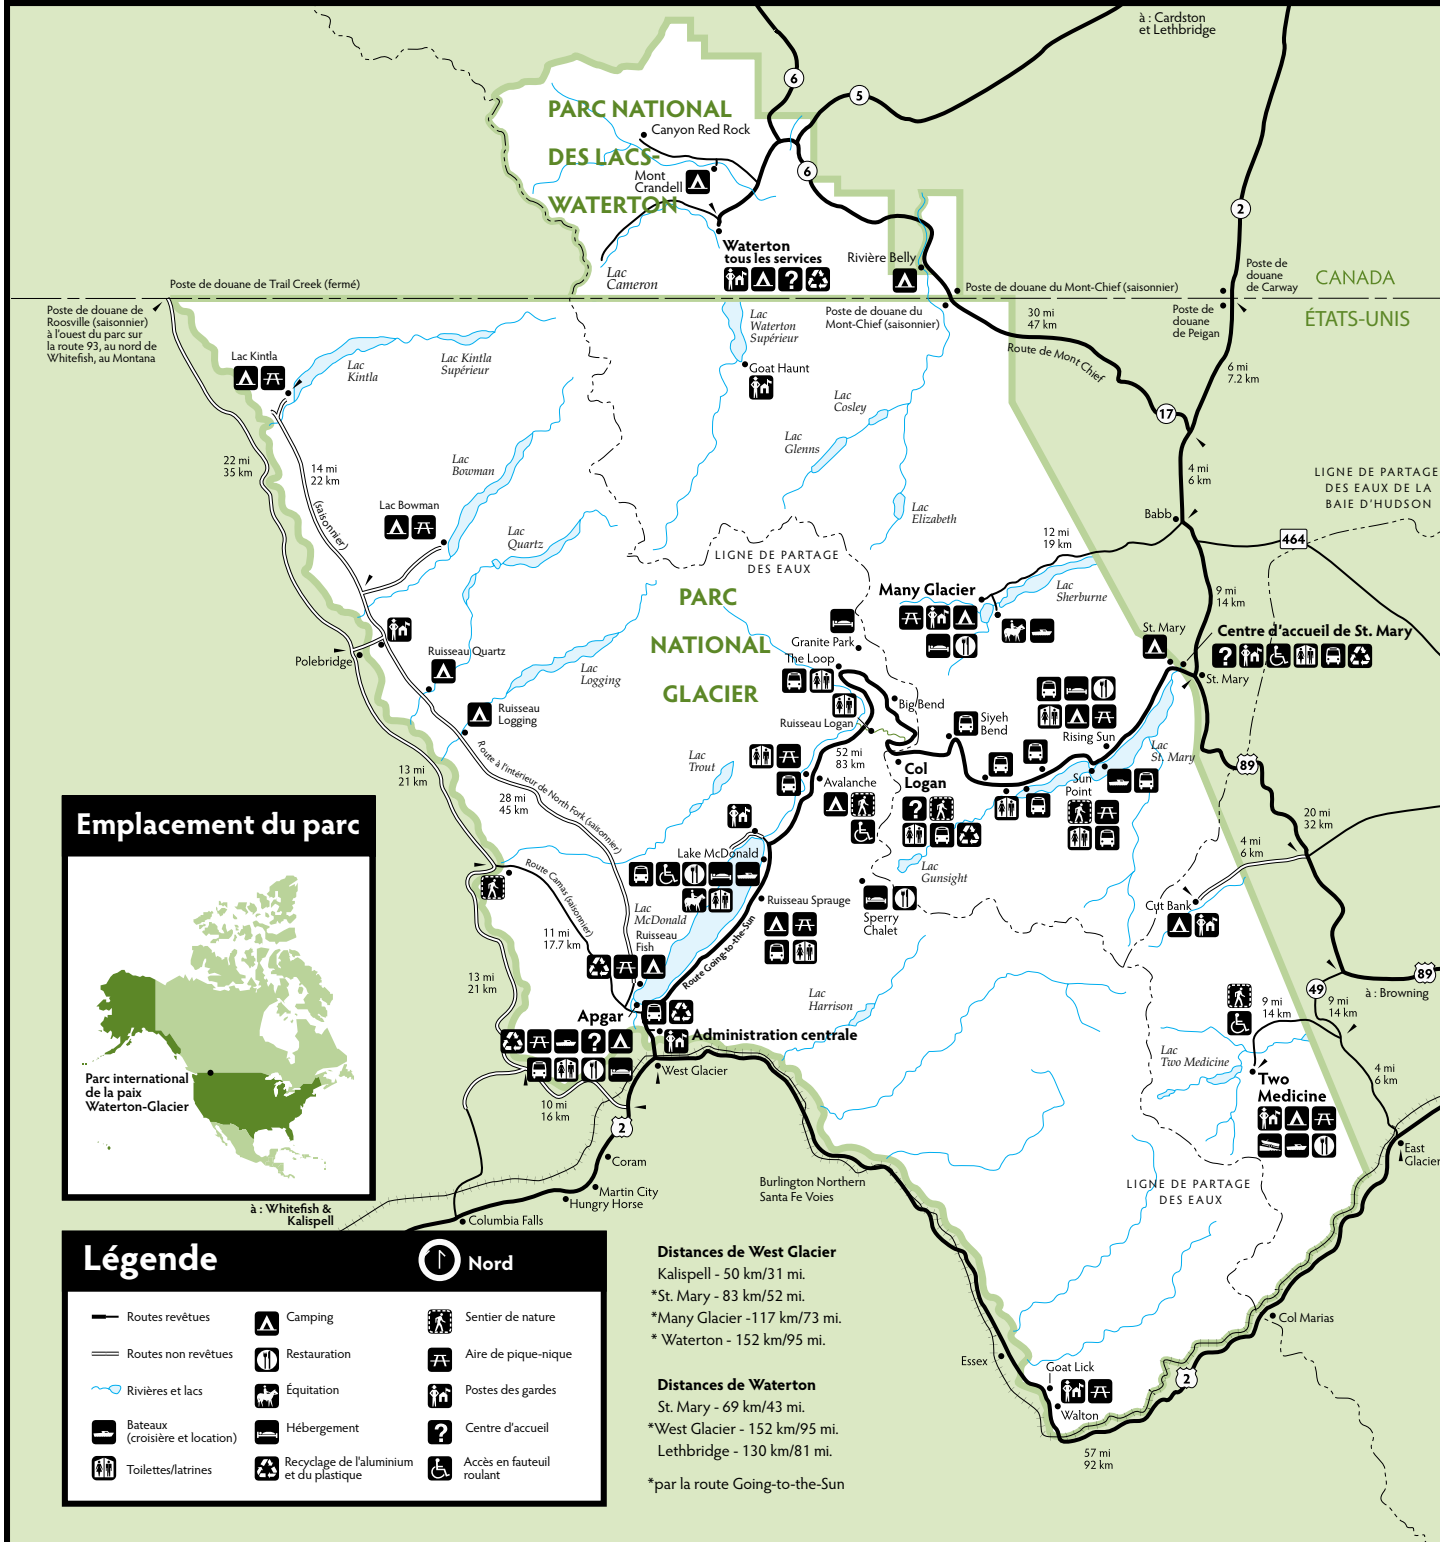 à : Cardston
et Lethbridge
6
5
PARC NATIONAL
DES LACS-
WATERTON
Canyon Red Rock
Mont
Crandell
6
2
Waterton
tous les services
Rivière Belly
Lac
Cameron
Poste de douane de Trail Creek (fermé)
Poste de douane du Mont-Chief (saisonnier)
Poste de
douane
de Carway
CANADA
ÉTATS-UNIS
Poste de douane de
Roosville (saisonnier)
à l'ouest du parc sur
la route 93, au nord de
Whitefish, au Montana
Lac
Waterton
Supérieur
Poste de douane du
Mont-Chief (saisonnier)
30 mi
47 km
Poste de
douane
de Peigan
Route de Mont Chief
6 mi
7.2 km
Lac Kintla
Lac
Kintla
Lac Kintla
Supérieur
Goat Haunt
Lac
Cosley
Lac
Glenns
17
22 mi
35 km
14 mi
22 km
(saisonnier)
Lac
Bowman
Lac Bowman
Lac
Quartz
Lac
Elizabeth
4 mi
6 km
LIGNE DE PARTAGE
DES EAUX DE LA
BAIE D'HUDSON
Babb
464
12 mi
19 km
LIGNE DE PARTAGE
DES EAUX
PARC
NATIONAL
GLACIER
Many Glacier
Lac
Sherburne
9 mi
14 km
Polebridge
Ruisseau Quartz
Lac
Logging
Ruisseau
Logging
Granite Park
The Loop
St. Mary
Centre d'accueil de St. Mary
St. Mary
Big Bend
Ruisseau Logan
Siyeh
Bend
Rising Sun
Lac
St. Mary
89
13 mi
21 km
Route à l'intérieur de North Fork (saisonnier)
28 mi
45 km
Lac
Trout
52 mi
83 km
Avalanche
Col
Logan
Sun
Point
20 mi
32 km
4 mi
6 km
Emplacement du parc
Parc international
de la paix
Waterton-Glacier
Lake McDonald
Lac
Gunsight
Route Camas (saisonnier)
Lac
McDonald
Ruisseau
Fish
Ruisseau Sprauge
Sperry
Chalet
Cut Bank
11 mi
17.7 km
Route Going-to-the-Sun
13 mi
21 km
Lac
Harrison
89
à : Browning
49
9 mi
14 km
9 mi
14 km
Apgar
Administration centrale
West Glacier
Lac
Two Medicine
Two
Medicine
4 mi
6 km
10 mi
16 km
2
East
Glacier
Coram
Martin City
Hungry Horse
Columbia Falls
à : Whitefish &
Kalispell
Burlington Northern
Santa Fe Voies
LIGNE DE PARTAGE
DES EAUX
Col Marias
Essex
Goat Lick
Walton
2
57 mi
92 km
Distances de West Glacier
Kalispell - 50 km/31 mi.
*St. Mary - 83 km/52 mi.
*Many Glacier -117 km/73 mi.
* Waterton - 152 km/95 mi.
Distances de Waterton
St. Mary - 69 km/43 mi.
*West Glacier - 152 km/95 mi.
Lethbridge - 130 km/81 mi.
*par la route Going-to-the-Sun
Légende
Nord
Routes revêtues
Routes non revêtues
Rivières et lacs
Bateaux
(croisière et location)
Toilettes/latrines
Camping
Restauration
Équitation
Hébergement
Recyclage de l'aluminium
et du plastique
Sentier de nature
Aire de pique-nique
Postes des gardes
Centre d'accueil
Accès en fauteuil
roulant